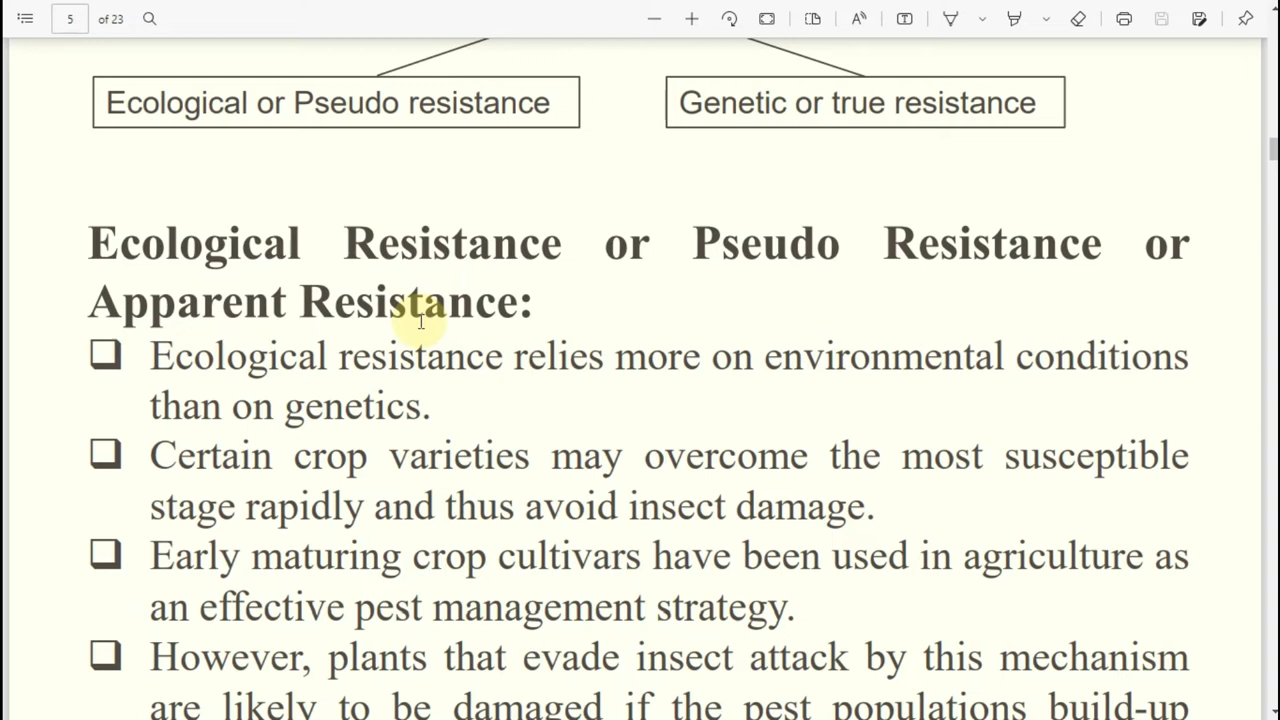 5 of 23
Ecological or Pseudo resistance
Genetic or true resistance
Ecological Resistance or Pseudo Resistance or
Apparent Resistance:
❑ Ecological resistance relies more on environmental conditions
than on genetics.
❑ Certain crop varieties may overcome the most susceptible
stage rapidly and thus avoid insect damage.
❑ Early maturing crop cultivars have been used in agriculture as
an effective pest management strategy.
❑ However, plants that evade insect attack by this mechanism
are likely to be damaged if the pest populations build-up